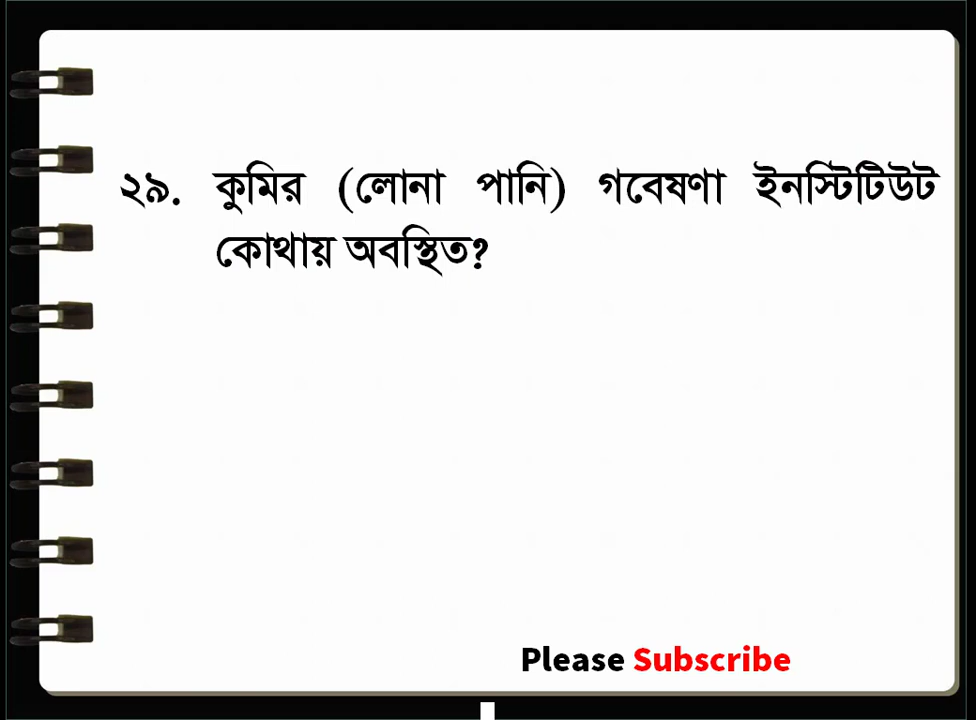 ২৯. কুমির (লোনা পানি) গবেষণা ইনস্টিটিউট
কোথায় অবস্থিত?
Please Subscribe